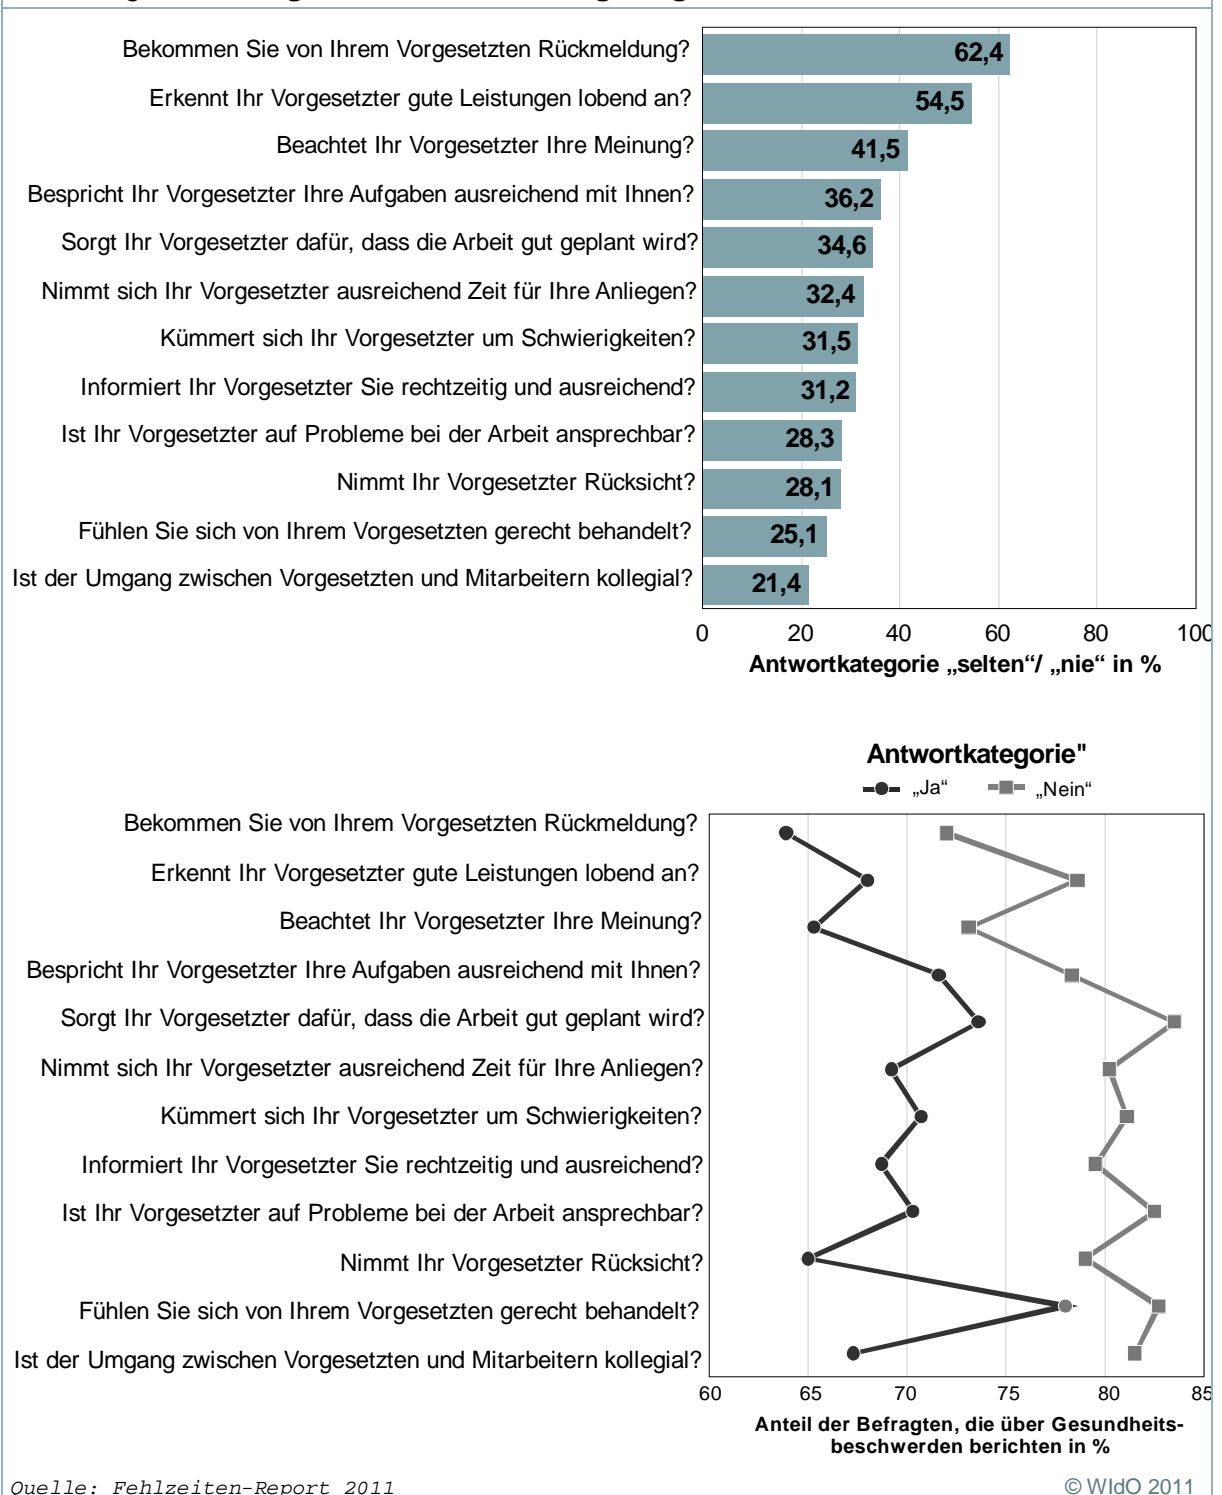 Bekommen Sie von Ihrem Vorgesetzten Rückmeldung? 62,4
Erkennt Ihr Vorgesetzter gute Leistungen lobend an? 54,5
Beachtet Ihr Vorgesetzter Ihre Meinung? 41,5
Bespricht Ihr Vorgesetzter Ihre Aufgaben ausreichend mit Ihnen? 36,2
Sorgt Ihr Vorgesetzter dafür, dass die Arbeit gut geplant wird? 34,6
Nimmt sich Ihr Vorgesetzter ausreichend Zeit für Ihre Anliegen? 32,4
Kümmert sich Ihr Vorgesetzter um Schwierigkeiten? 31,5
Informiert Ihr Vorgesetzter Sie rechtzeitig und ausreichend? 31,2
Ist Ihr Vorgesetzter auf Probleme bei der Arbeit ansprechbar? 28,3
Nimmt Ihr Vorgesetzter Rücksicht? 28,1
Fühlen Sie sich von Ihrem Vorgesetzten gerecht behandelt? 25,1
Ist der Umgang zwischen Vorgesetzten und Mitarbeitern kollegial? 21,4
0 20 40 60 80 100
Antwortkategorie „selten“/ „nie“ in %
Antwortkategorie"
„Ja“ „Nein“
Bekommen Sie von Ihrem Vorgesetzten Rückmeldung?
Erkennt Ihr Vorgesetzter gute Leistungen lobend an?
Beachtet Ihr Vorgesetzter Ihre Meinung?
Bespricht Ihr Vorgesetzter Ihre Aufgaben ausreichend mit Ihnen?
Sorgt Ihr Vorgesetzter dafür, dass die Arbeit gut geplant wird?
Nimmt sich Ihr Vorgesetzter ausreichend Zeit für Ihre Anliegen?
Kümmert sich Ihr Vorgesetzter um Schwierigkeiten?
Informiert Ihr Vorgesetzter Sie rechtzeitig und ausreichend?
Ist Ihr Vorgesetzter auf Probleme bei der Arbeit ansprechbar?
Nimmt Ihr Vorgesetzter Rücksicht?
Fühlen Sie sich von Ihrem Vorgesetzten gerecht behandelt?
Ist der Umgang zwischen Vorgesetzten und Mitarbeitern kollegial?
60 65 70 75 80 85
Anteil der Befragten, die über Gesundheits-
beschwerden berichten in %
Quelle: Fehlzeiten-Report 2011 © WIdO 2011